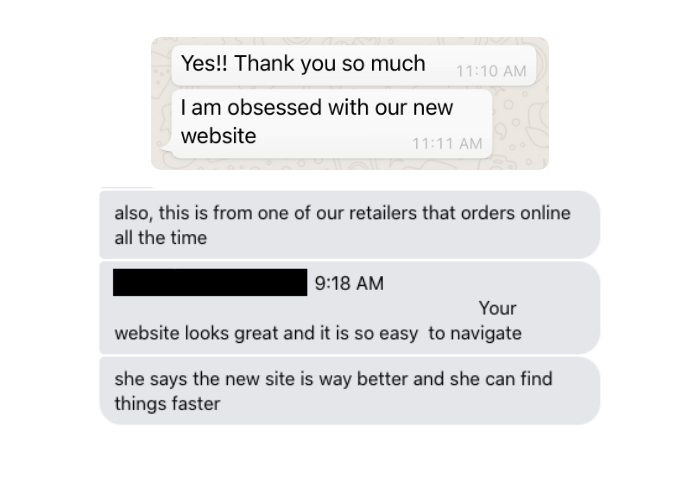 Yes!! Thank you so much 11:10 AM
I am obsessed with our new
website 11:11 AM
also, this is from one of our retailers that orders online
all the time
9:18 AM
Your
website looks great and it is so easy  to navigate
she says the new site is way better and she can find
things faster